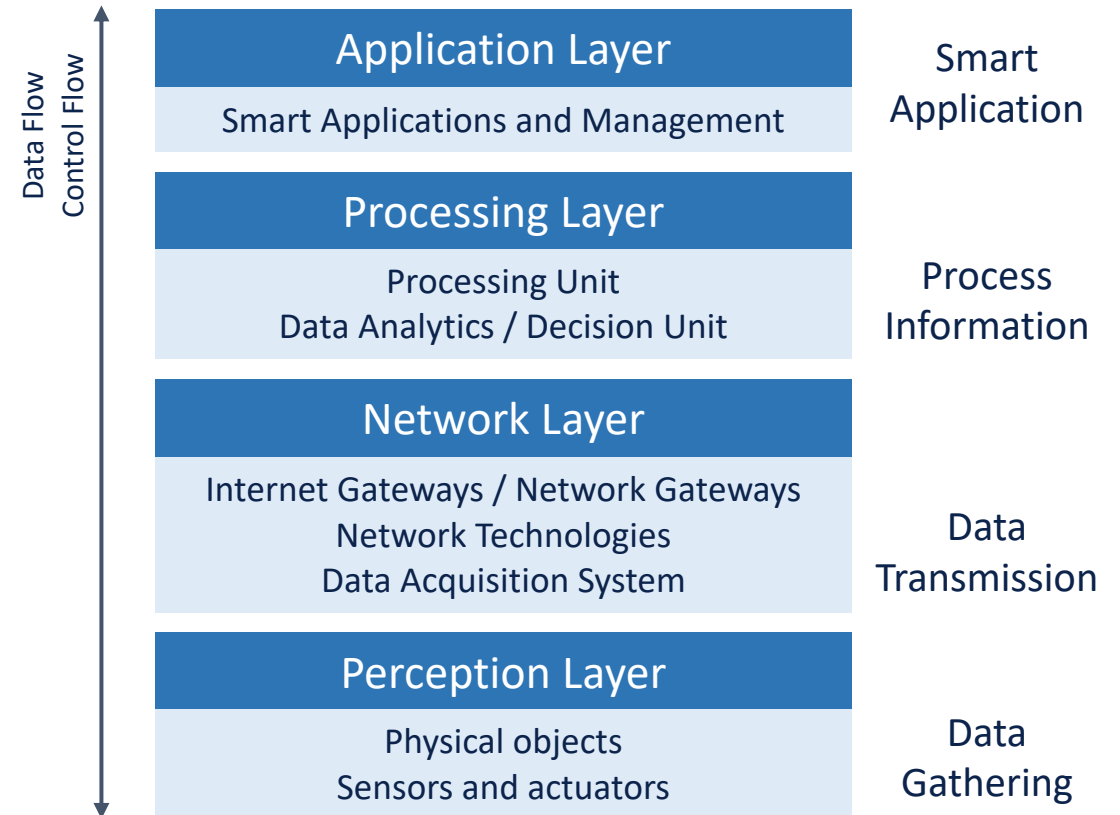 Data Flow
Control Flow
Application Layer
Smart Applications and Management
Smart
Application
Processing Layer
Processing Unit
Data Analytics / Decision Unit
Process
Information
Network Layer
Internet Gateways / Network Gateways
Network Technologies
Data Acquisition System
Data
Transmission
Perception Layer
Physical objects
Sensors and actuators
Data
Gathering